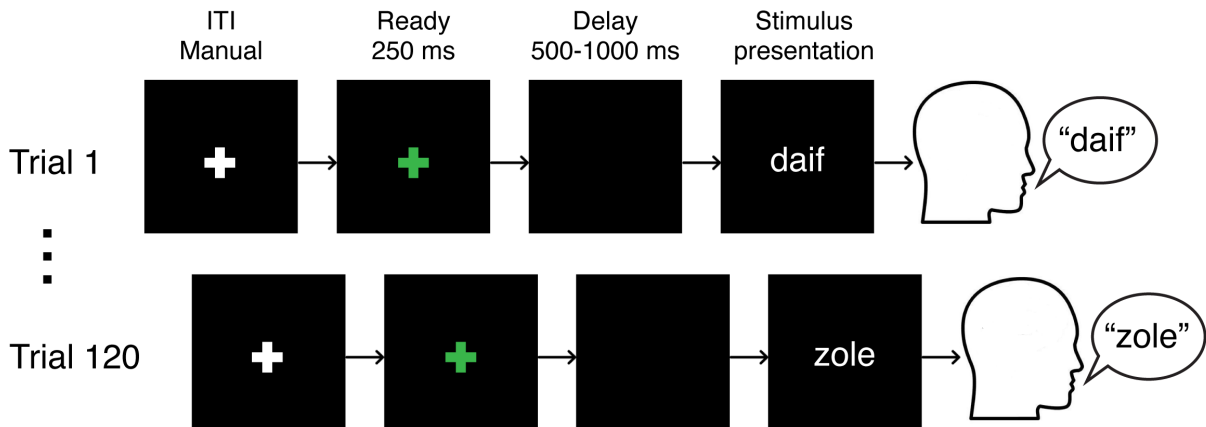 ITI
Manual
Ready
250 ms
Delay
500-1000 ms
Stimulus
presentation
Trial 1
daif
“daif”
Trial 120
zole
“zole”